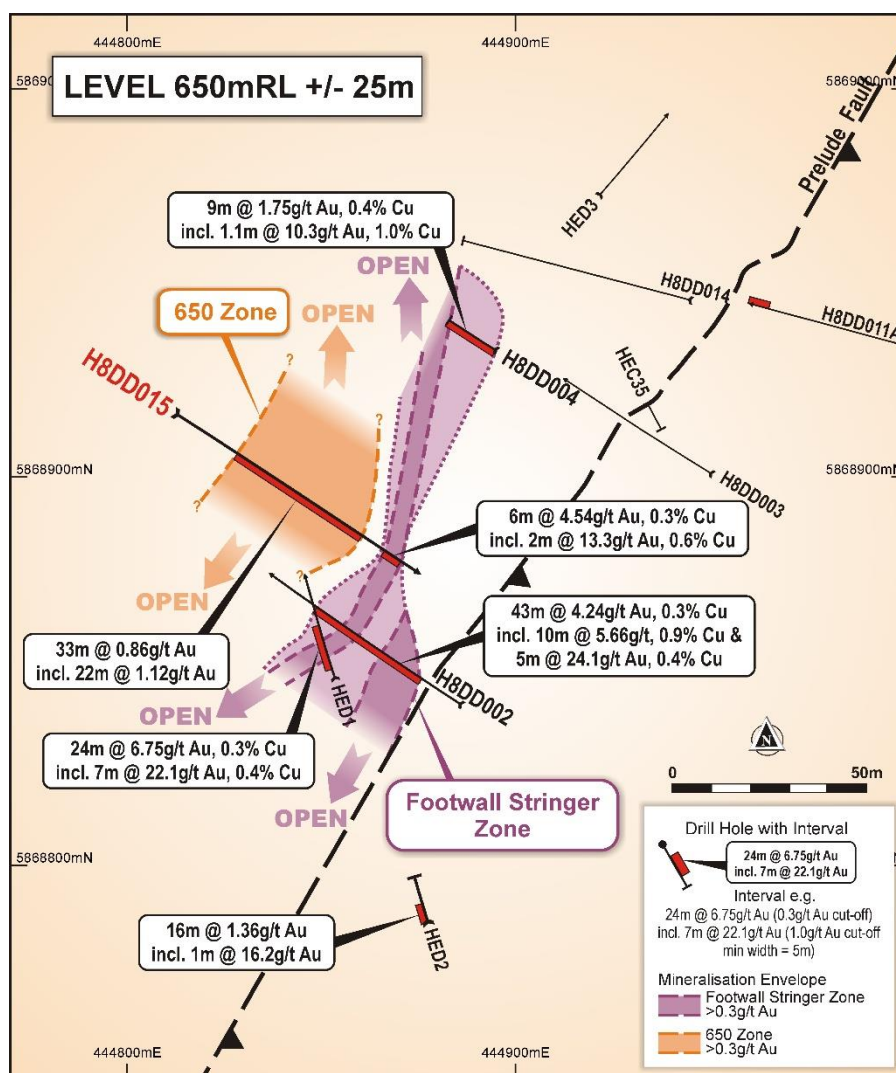 444800mE
444900mE
5869000mN
5869000mN
LEVEL 650mRL +/- 25m
Prelude Fault
HED3
9m @ 1.75g/t Au, 0.4% Cu
incl. 1.1m @ 10.3g/t Au, 1.0% Cu
OPEN
H8DD014
H8DD011A
650 Zone
OPEN
HEC35
H8DD015
?
?
H8DD004
5868900mN
5868900mN
H8DD003
?
6m @ 4.54g/t Au, 0.3% Cu
incl. 2m @ 13.3g/t Au, 0.6% Cu
?
OPEN
43m @ 4.24g/t Au, 0.3% Cu
incl. 10m @ 5.66g/t, 0.9% Cu &
5m @ 24.1g/t Au, 0.4% Cu
33m @ 0.86g/t Au
incl. 22m @ 1.12g/t Au
HED1
H8DD002
OPEN
24m @ 6.75g/t Au, 0.3% Cu
incl. 7m @ 22.1g/t Au, 0.4% Cu
N
0
50m
Footwall Stringer
Zone
OPEN
Drill Hole with Interval
24m @ 6.75g/t Au
incl. 7m @ 22.1g/t Au
Interval e.g.
24m @ 6.75g/t Au (0.3g/t Au cut-off)
incl. 7m @ 22.1g/t Au (1.0g/t Au cut-off
min width = 5m)
5868800mN
16m @ 1.36g/t Au
incl. 1m @ 16.2g/t Au
HED2
Mineralisation Envelope
Footwall Stringer Zone
>0.3g/t Au
650 Zone
>0.3g/t Au
444800mE
444900mE